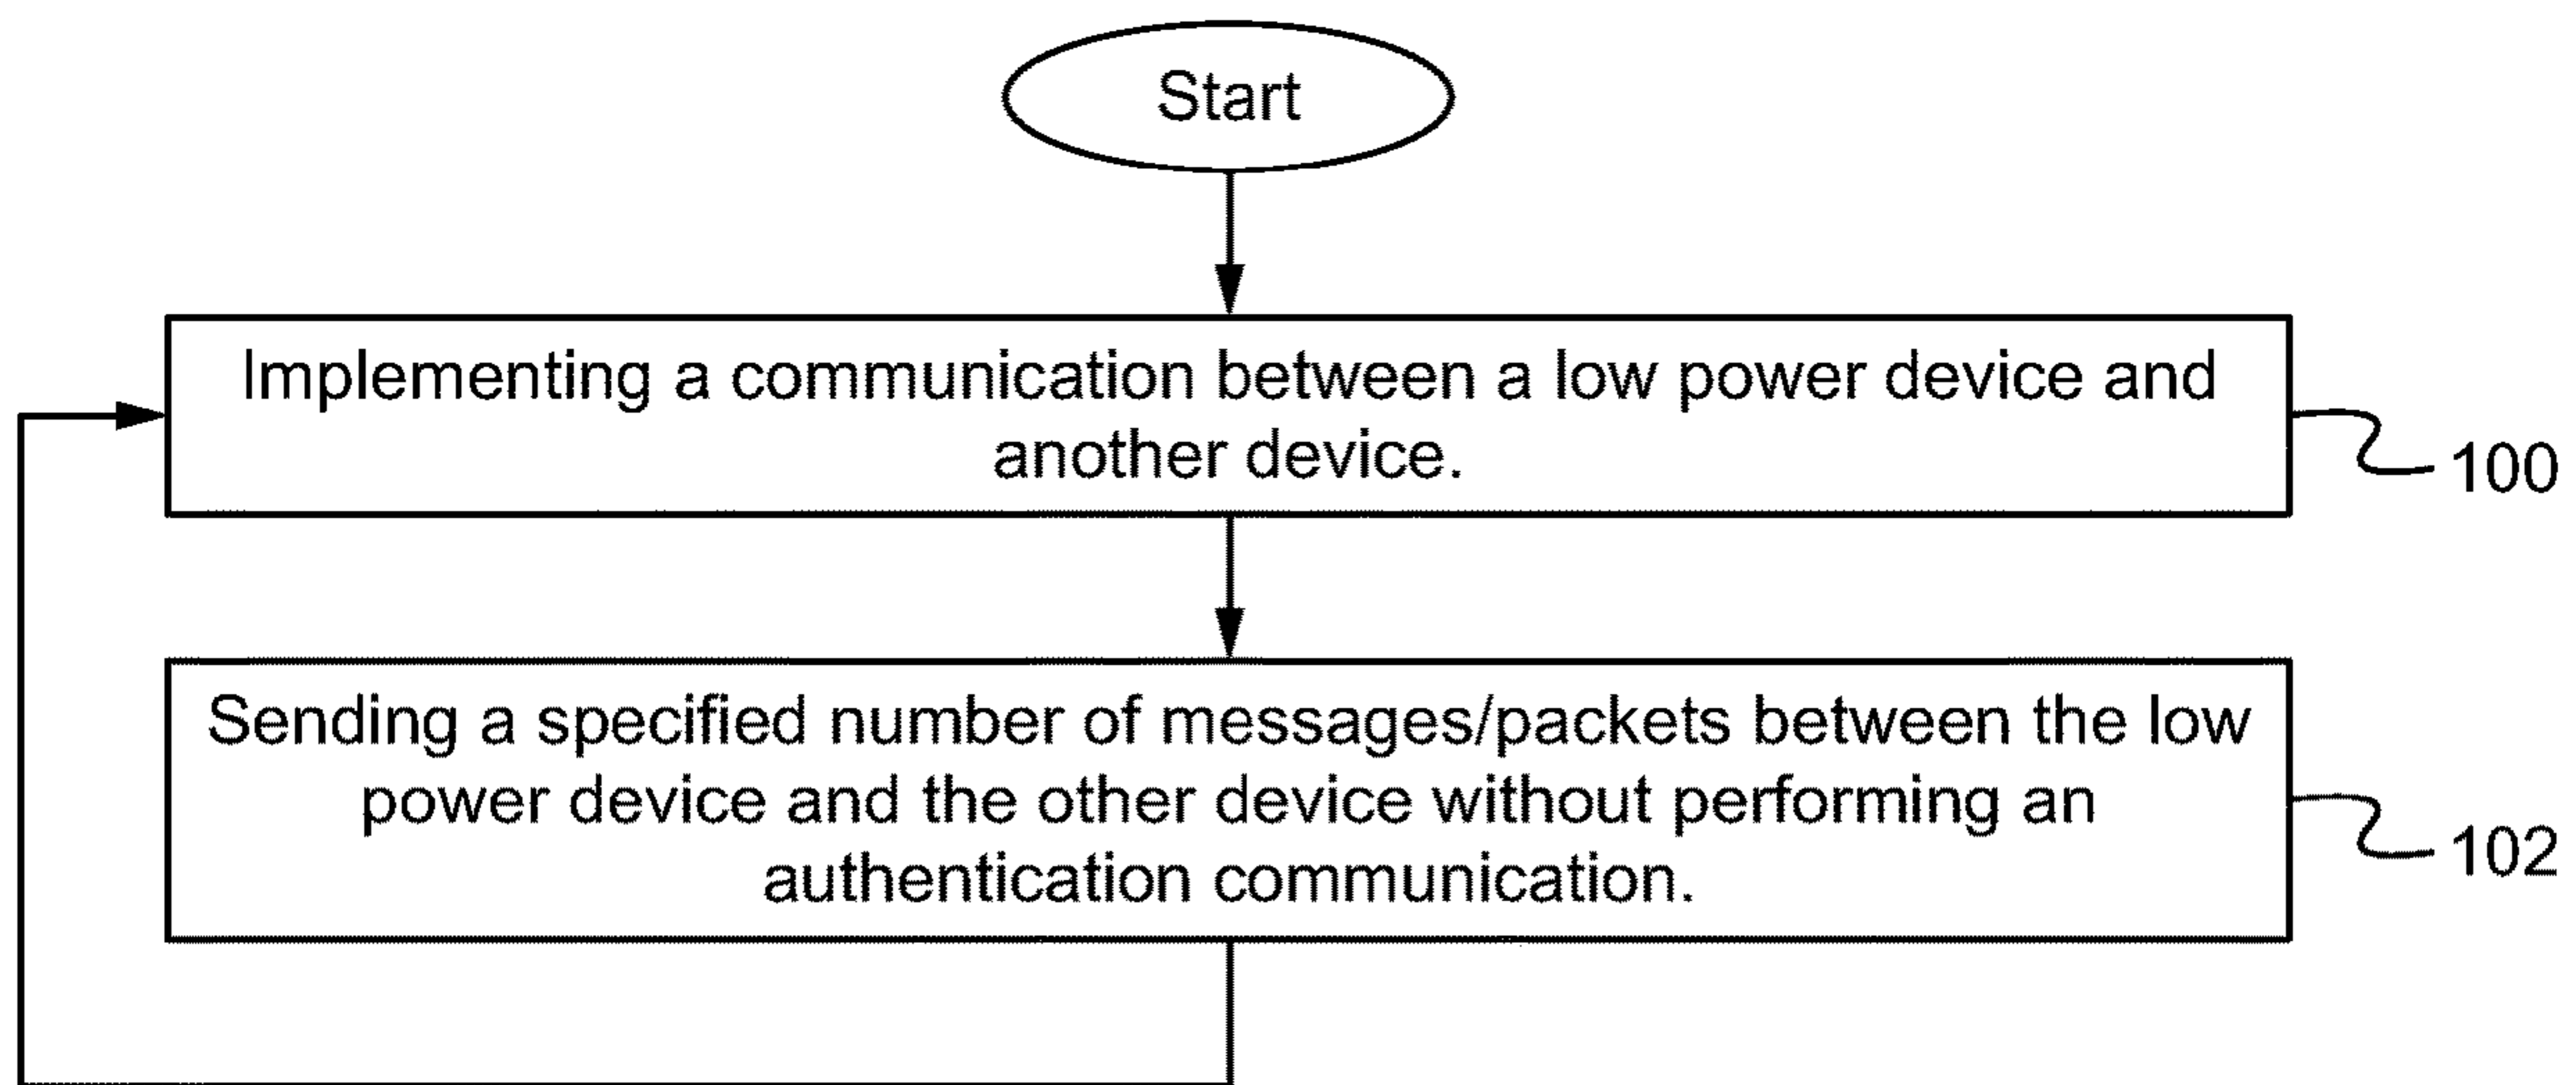 Start
Implementing a communication between a low power device and
another device.
100
Sending a specified number of messages/packets between the low
power device and the other device without performing an
authentication communication.
102